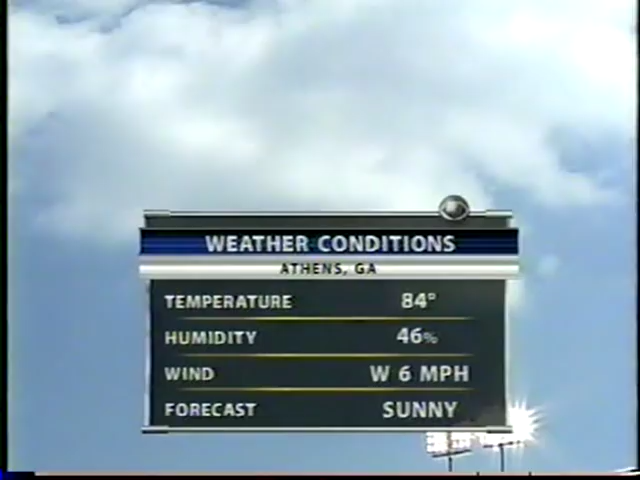 WEATHER CONDITIONS
ATHENS, GA
TEMPERATURE 84°
HUMIDITY 46%
WIND W 6 MPH
FORECAST SUNNY